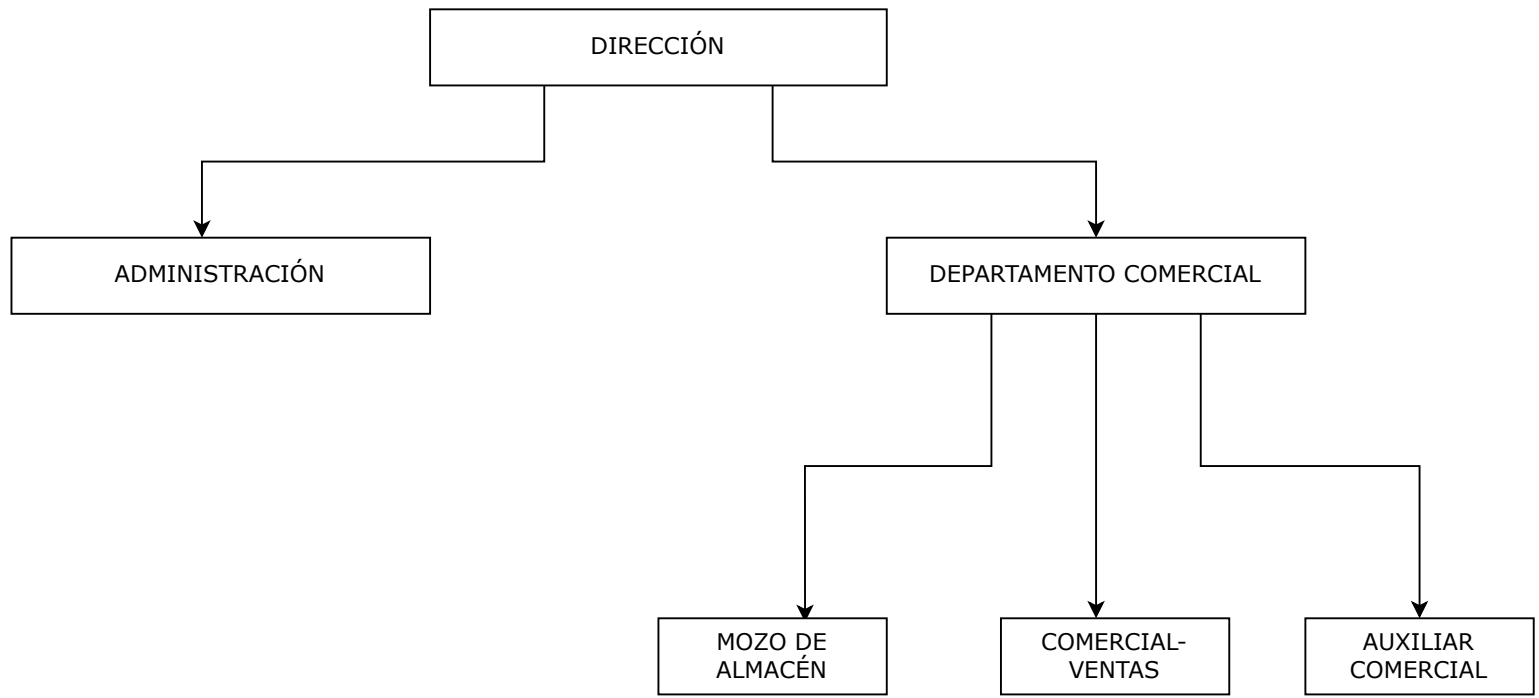 DIRECCIÓN
ADMINISTRACIÓN
DEPARTAMENTO COMERCIAL
MOZO DE
ALMACÉN
COMERCIAL-
VENTAS
AUXILIAR
COMERCIAL